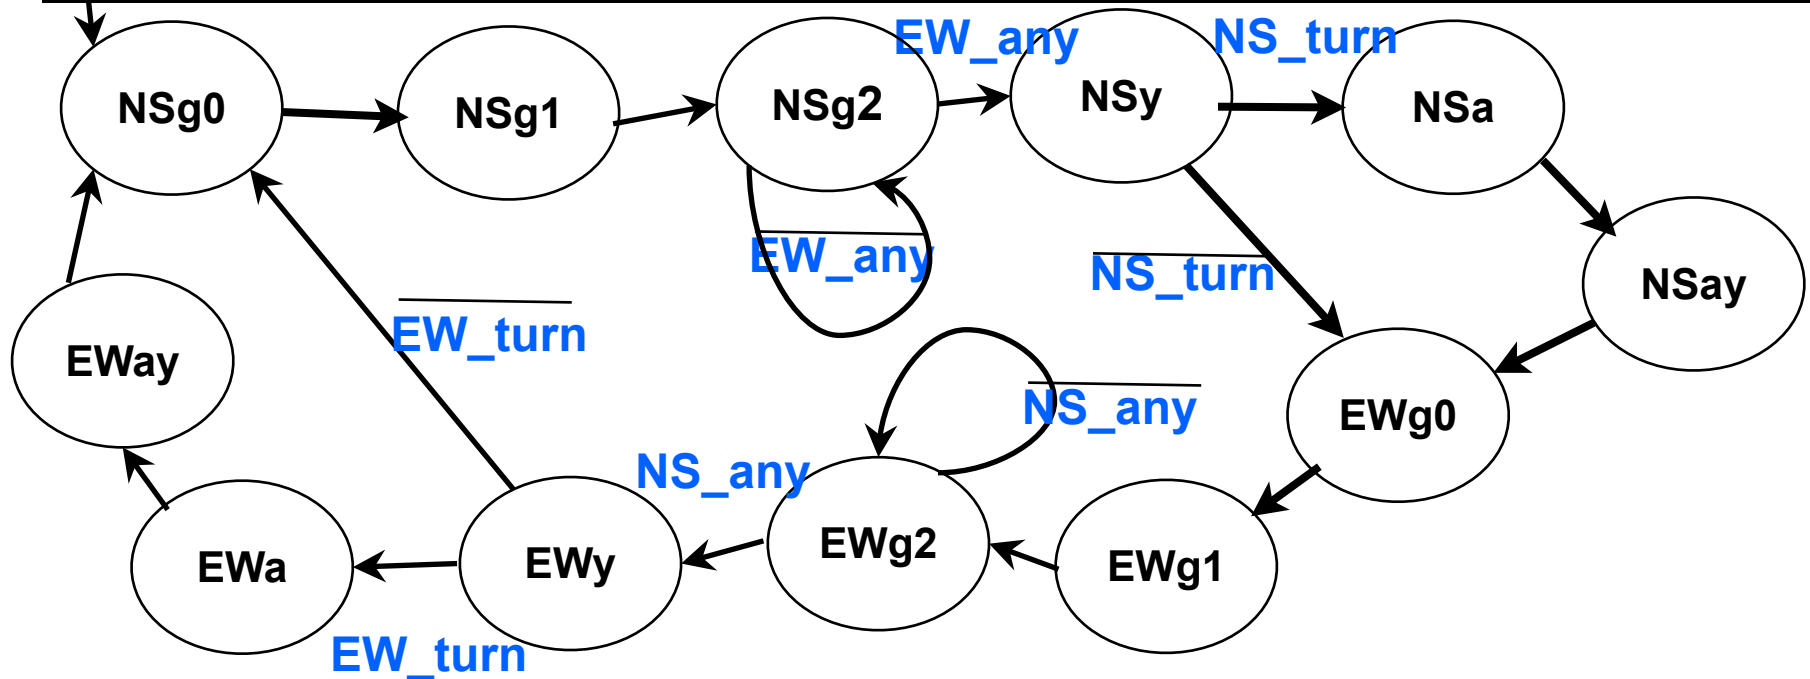 EW_any
NS_turn
NSg0
NSg1
NSg2
NSy
NSa
EW_any
NS_turn
NSay
EW_turn
EWay
NS_any
EWg0
NS_any
EWa
EWy
EWg2
EWg1
EW_turn